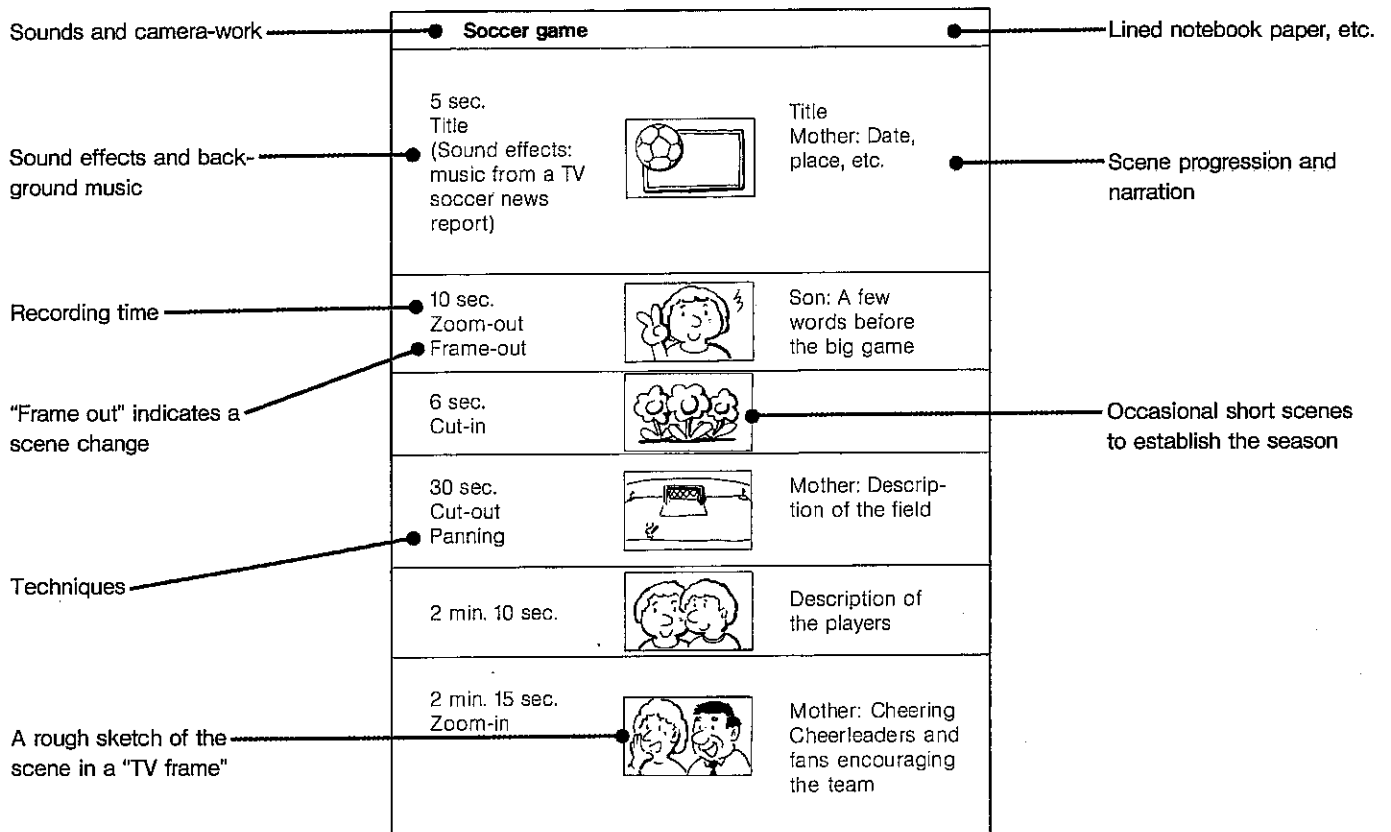 Sounds and camera-work
Soccer game
Lined notebook paper, etc.
5 sec.
Title
(Sound effects:
music from a TV
soccer news
report)
Title
Mother: Date,
place, etc.
Sound effects and back-
ground music
Scene progression and
narration
Recording time
10 sec.
Zoom-out
Frame-out
Son: A few
words before
the big game
"Frame out" indicates a
scene change
6 sec.
Cut-in
Occasional short scenes
to establish the season
30 sec.
Cut-out
Panning
Mother: Descrip-
tion of the field
Techniques
2 min. 10 sec.
Description of
the players
2 min. 15 sec.
Zoom-in
Mother: Cheering
Cheerleaders and
fans encouraging
the team
A rough sketch of the
scene in a "TV frame"